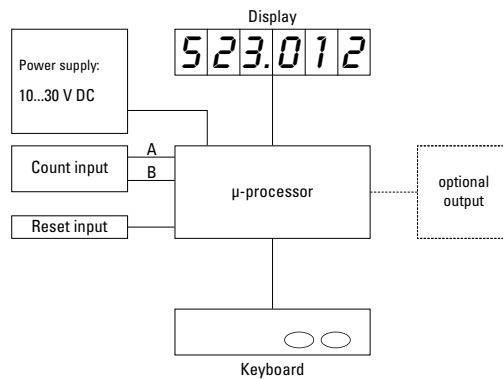 Display
523.012
Power supply:
10...30 V DC
A
Count input
B
µ-processor
optional
output
Reset input
Keyboard